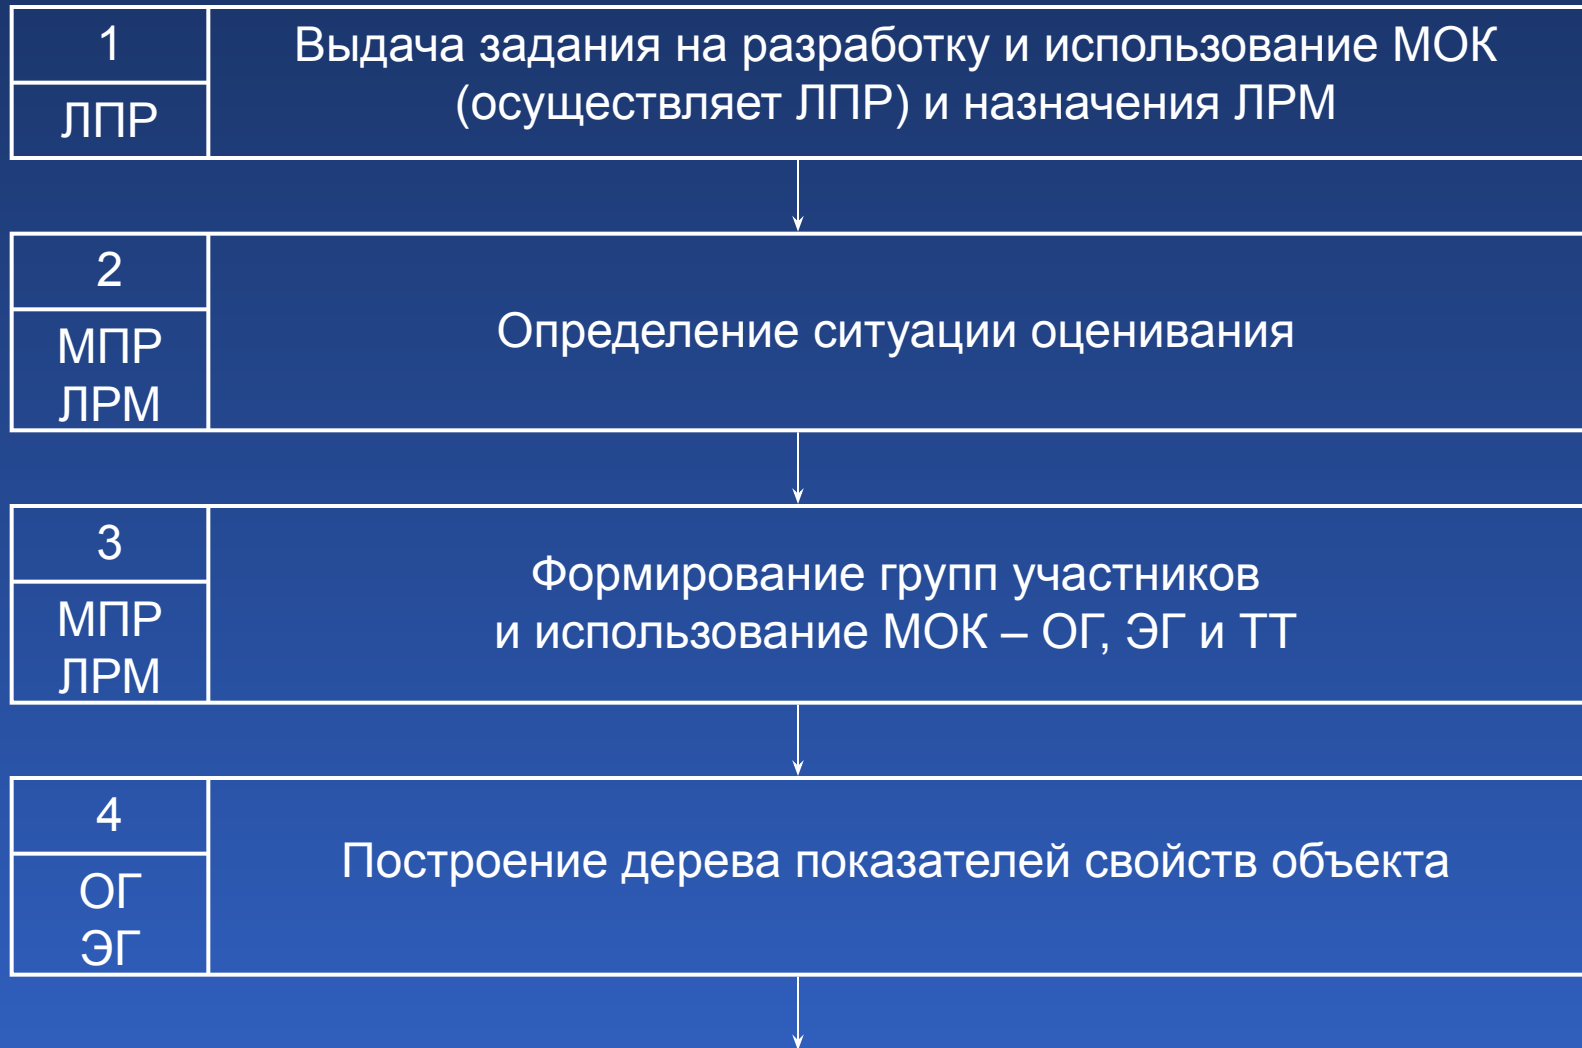 1
Выдача задания на разработку и использование МОК
(осуществляет ЛПР) и назначения ЛРМ
ЛПР
2
Определение ситуации оценивания
МПР
ЛРМ
3
Формирование групп участников
и использование МОК – ОГ, ЭГ и ТТ
МПР
ЛРМ
4
Построение дерева показателей свойств объекта
ОГ
ЭГ